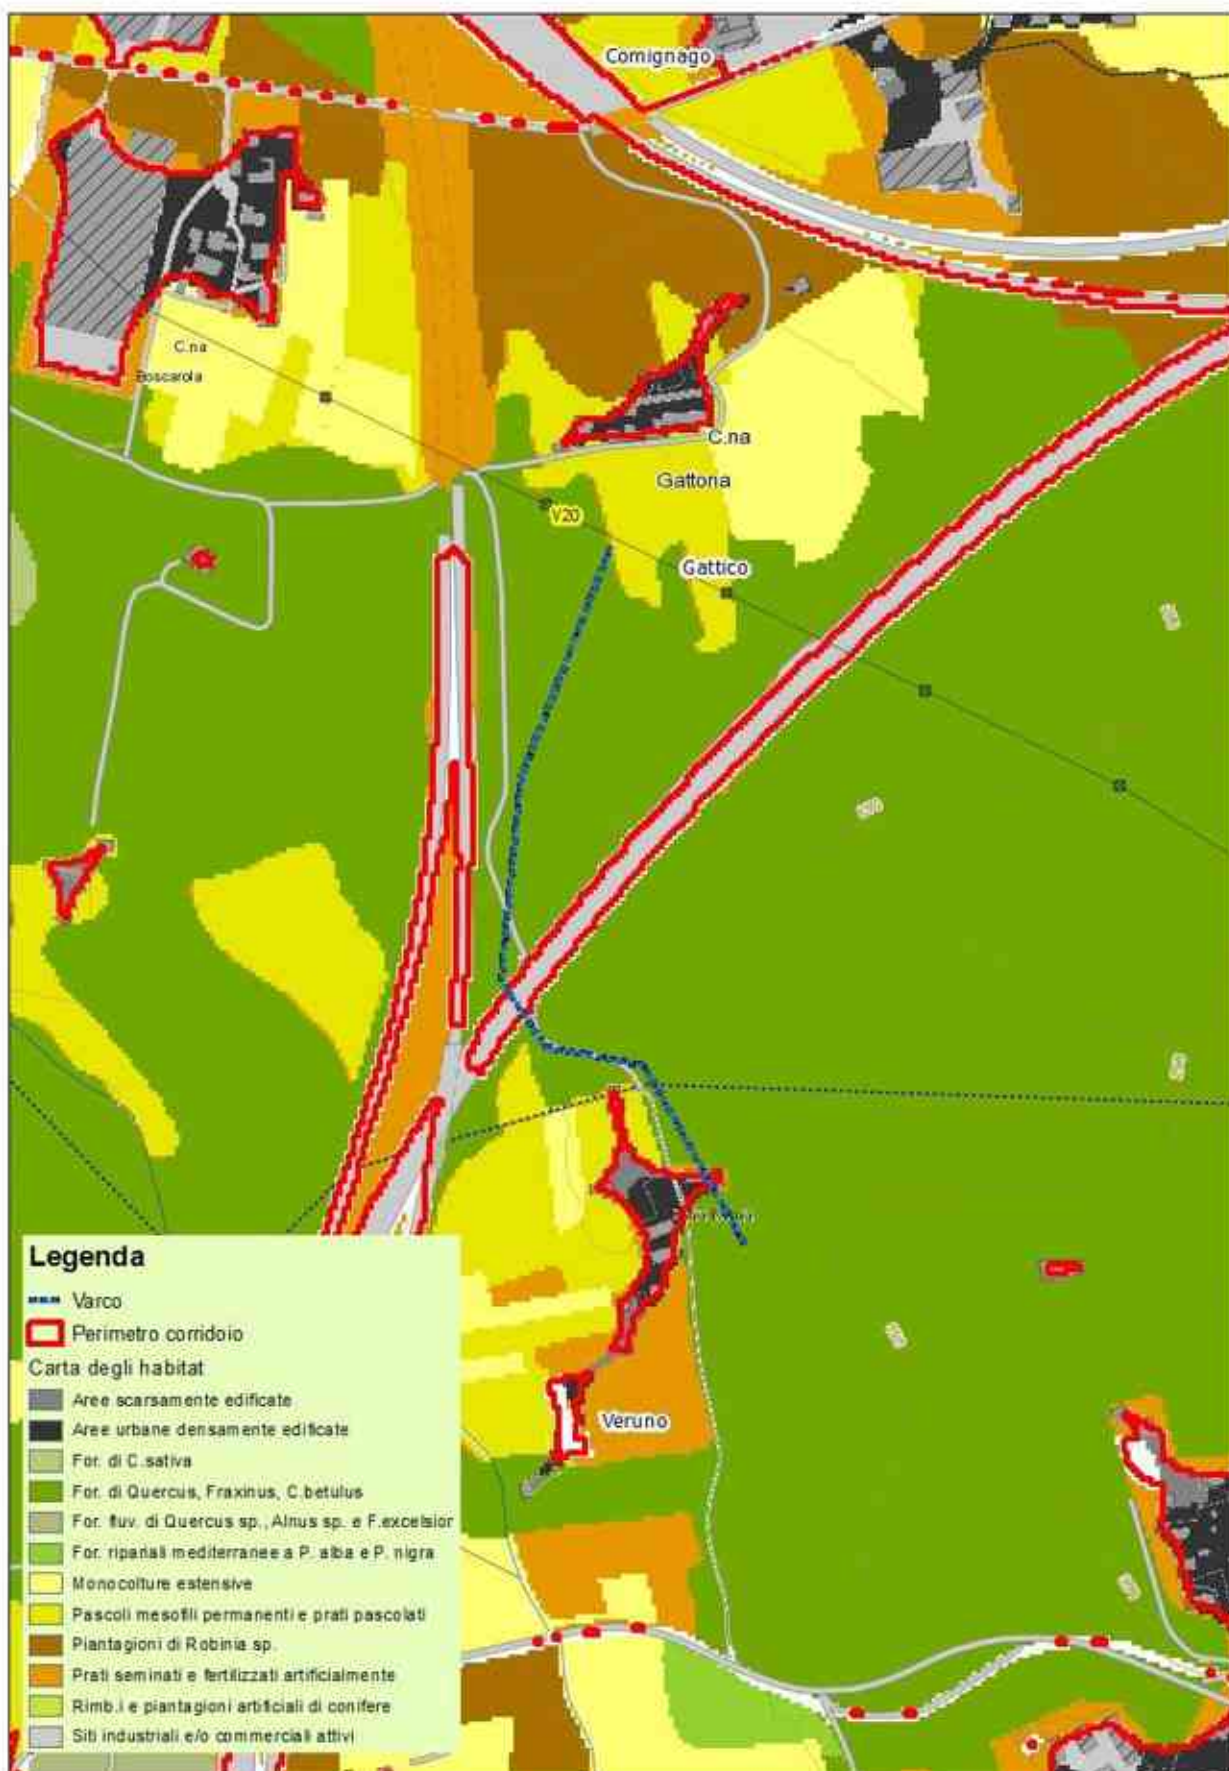 Comignago
C.na
Boscarola
C.na
Gattona
V20
Gattico
Veruno
Legenda
Varco
Perimetro corridoio
Carta degli habitat
Aree scarsamente edificate
Aree urbane densamente edificate
For. di C.sativa
For. di Quercus, Fraxinus, C.betulus
For. fluv. di Quercus sp., Alnus sp. e F.excelsior
For. ripariali mediterranee a P. alba e P. nigra
Monocolture estensive
Pascoli mesofili permanenti e prati pascolati
Piantagioni di Robinia sp.
Prati seminati e fertilizzati artificialmente
Rimb.i e piantagioni artificiali di conifere
Siti industriali e/o commerciali attivi